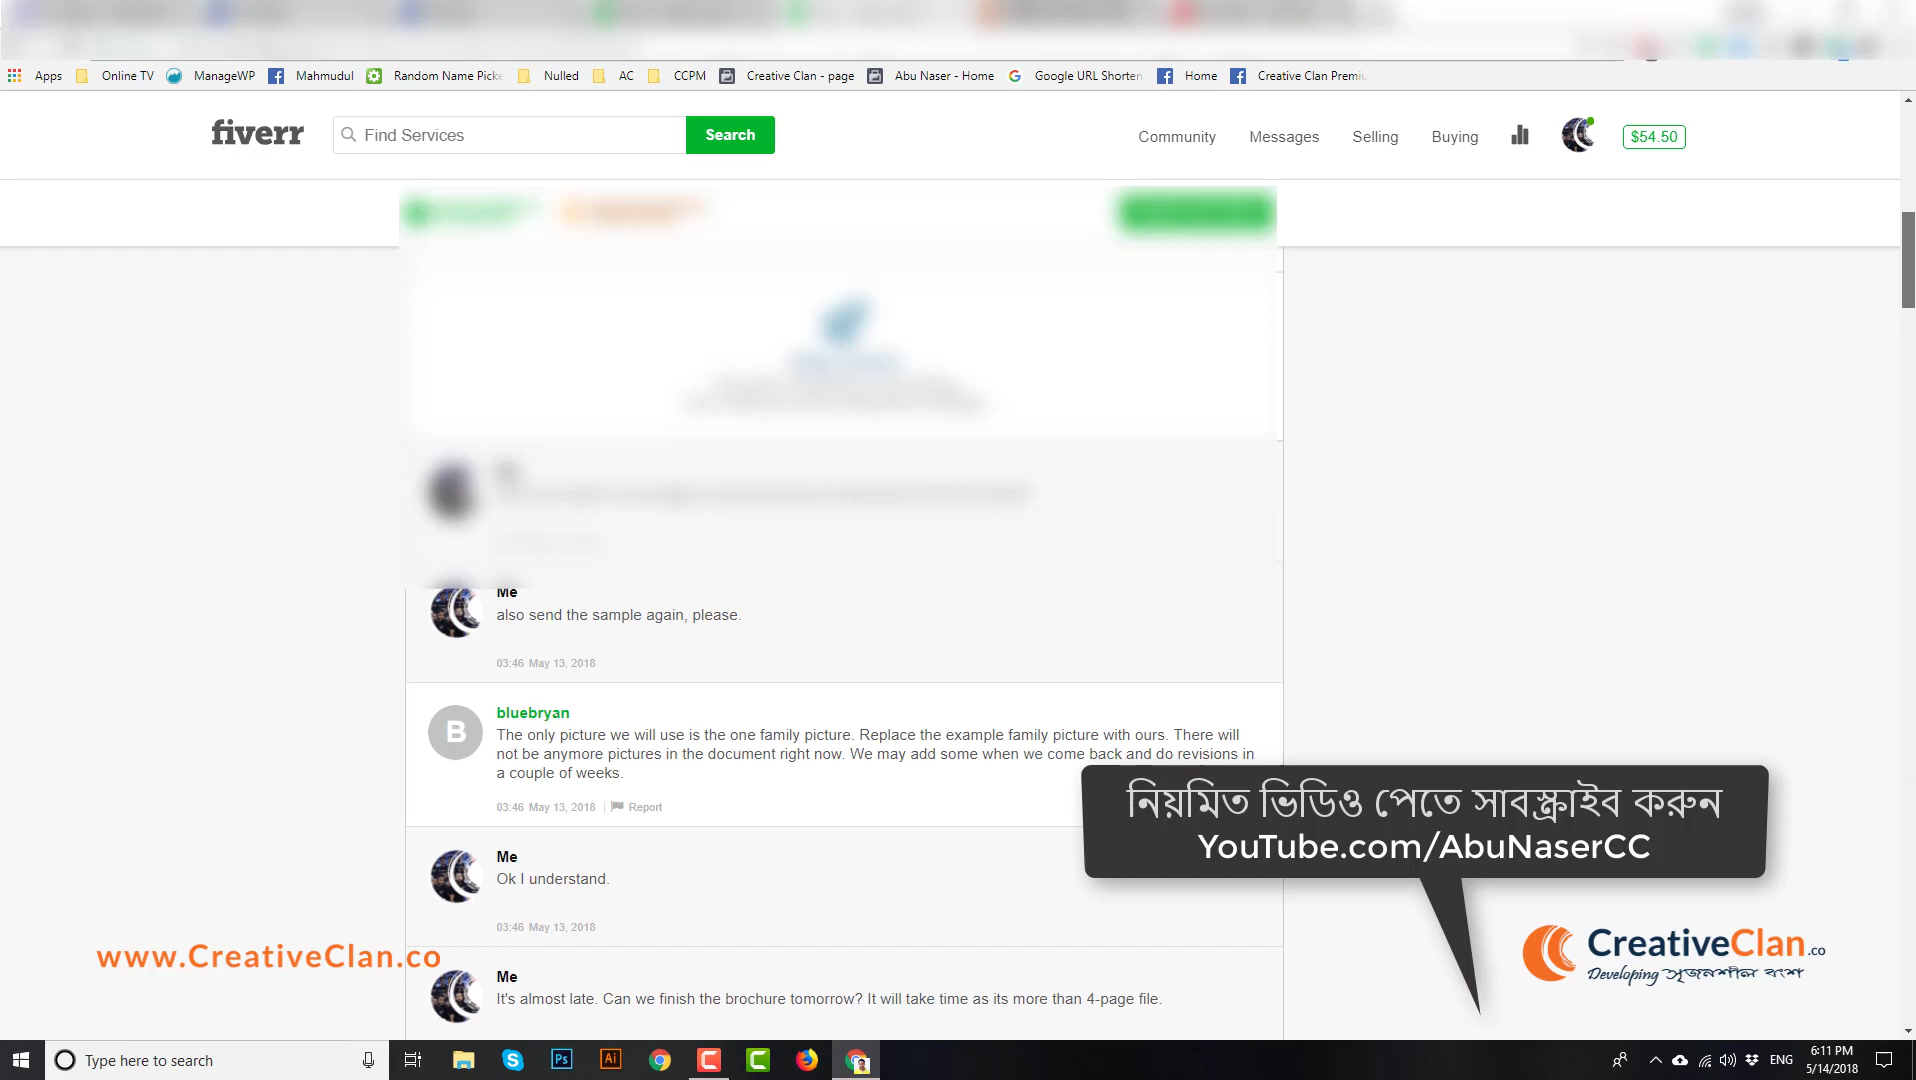 Apps
Online TV
ManageWP
Mahmudul
Random Name Picke
Nulled
AC
CCPM
Creative Clan - page
Abu Naser - Home
Google URL Shorten
Home
Creative Clan Premiu
fiverr
Find Services
Search
Community
Messages
Selling
Buying
$54.50
Me
also send the sample again, please.
03:46 May 13, 2018
B
bluebryan
The only picture we will use is the one family picture. Replace the example family picture with ours. There will
not be anymore pictures in the document right now. We may add some when we come back and do revisions in
a couple of weeks.
03:46 May 13, 2018
Report
নিয়মিত ভিডিও পেতে সাবস্ক্রাইব করুন
YouTube.com/AbuNaserCC
Me
Ok I understand.
03:46 May 13, 2018
www.CreativeClan.co
CreativeClan.co
Developing সৃজনশীল বংশ
Me
It's almost late. Can we finish the brochure tomorrow? It will take time as its more than 4-page file.
Type here to search
Ps
Ai
ENG
6:11 PM
5/14/2018